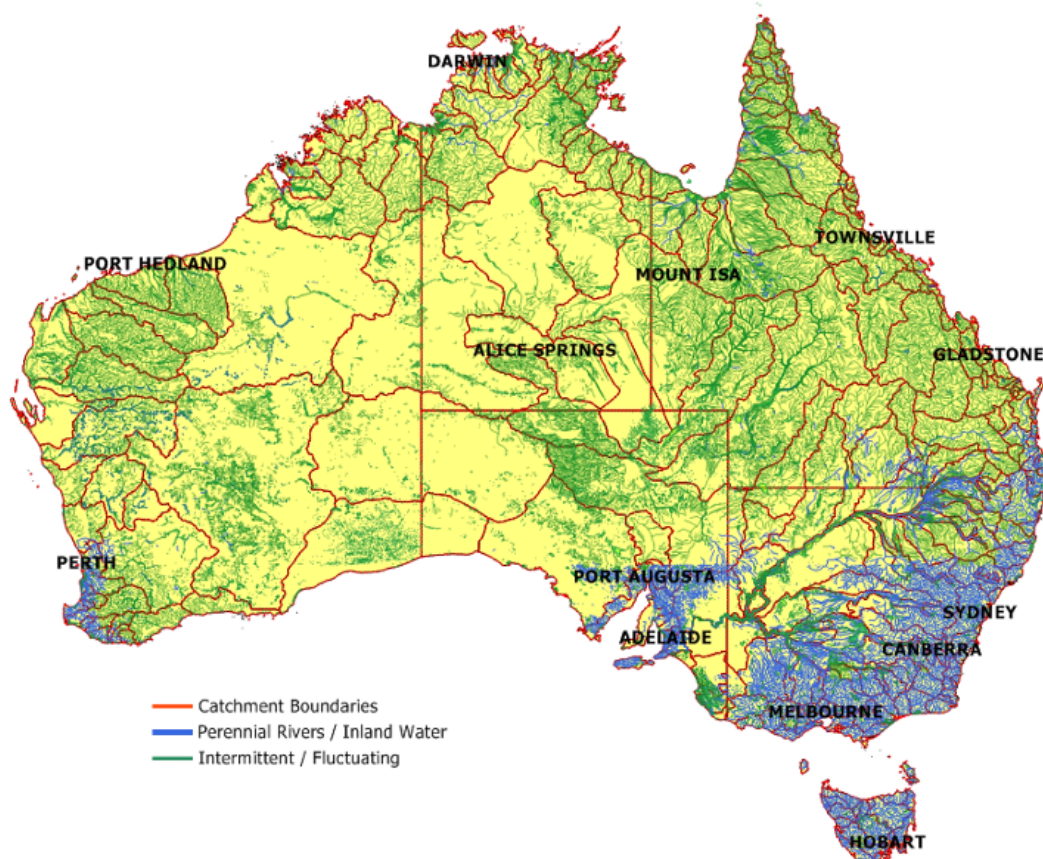 DARWIN
TOWNSVILLE
PORT HEDLAND
MOUNT ISA
ALICE SPRINGS
GLADSTONE
PERTH
PORT AUGUSTA
SYDNEY
ADELAIDE
CANBERRA
MELBOURNE
Catchment Boundaries
Perennial Rivers / Inland Water
Intermittent / Fluctuating
HOBART